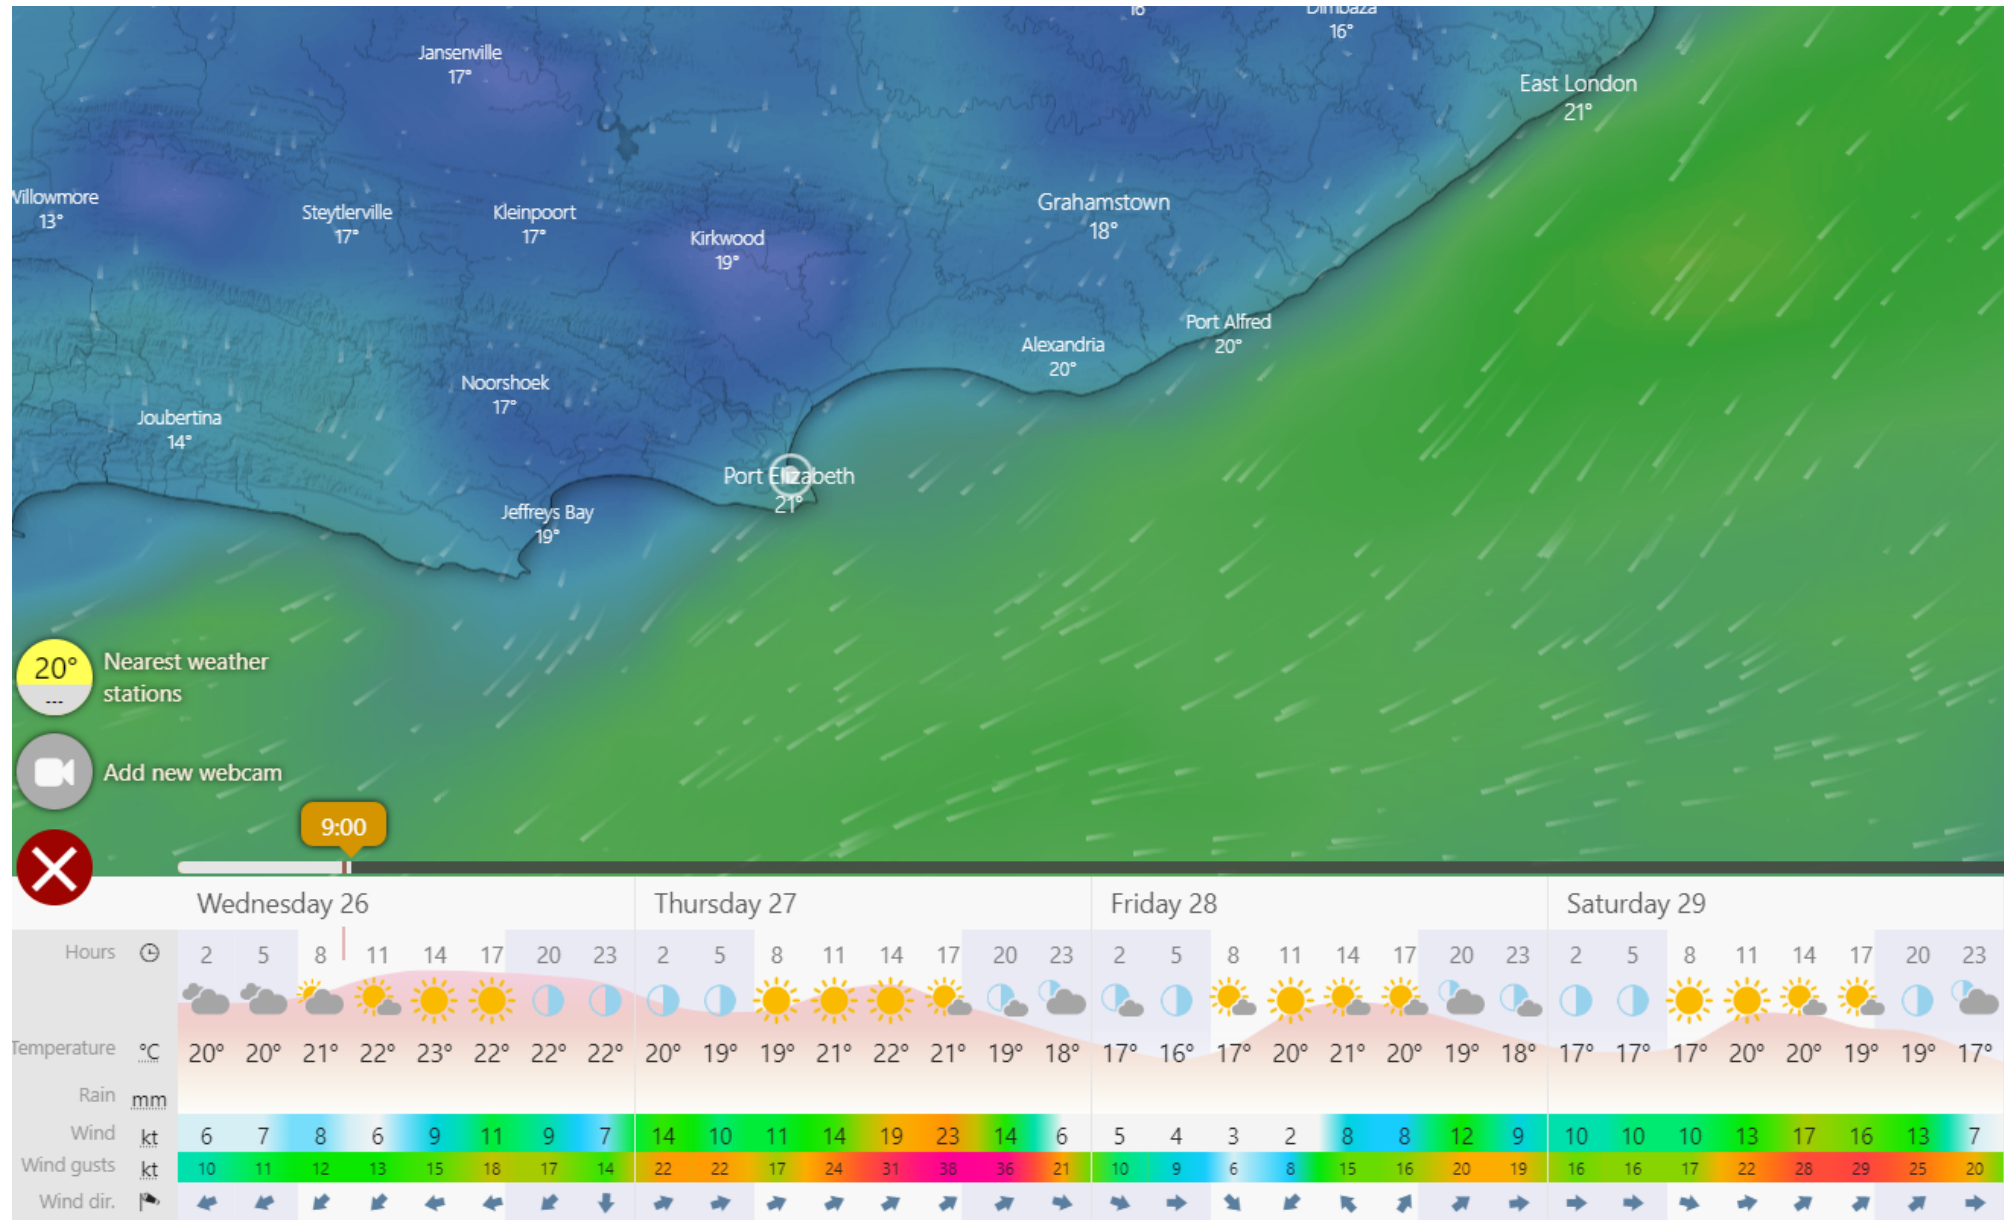 16°
Dimbaza
16°
Jansenville
17°
East London
21°
Willowmore
13°
Steytlerville
17°
Kleinpoort
17°
Kirkwood
19°
Grahamstown
18°
Port Alfred
20°
Alexandria
20°
Noorshoek
17°
Joubertina
14°
Port Elizabeth
21°
Jeffreys Bay
19°
20°
---
Nearest weather
stations
Add new webcam
9:00
Wednesday 26 Thursday 27 Friday 28 Saturday 29
Hours 2 5 8 11 14 17 20 23 2 5 8 11 14 17 20 23 2 5 8 11 14 17 20 23 2 5 8 11 14 17 20 23
Temperature °C 20° 20° 21° 22° 23° 22° 22° 22° 20° 19° 19° 21° 22° 21° 19° 18° 17° 16° 17° 20° 21° 20° 19° 18° 17° 17° 17° 20° 20° 19° 19° 17°
Rain mm
Wind kt 6 7 8 6 9 11 9 7 14 10 11 14 19 23 14 6 5 4 3 2 8 8 12 9 10 10 10 13 17 16 13 7
Wind gusts kt 10 11 12 13 15 18 17 14 22 22 17 24 31 38 36 21 10 9 6 8 15 16 20 19 16 16 17 22 28 29 25 20
Wind dir.